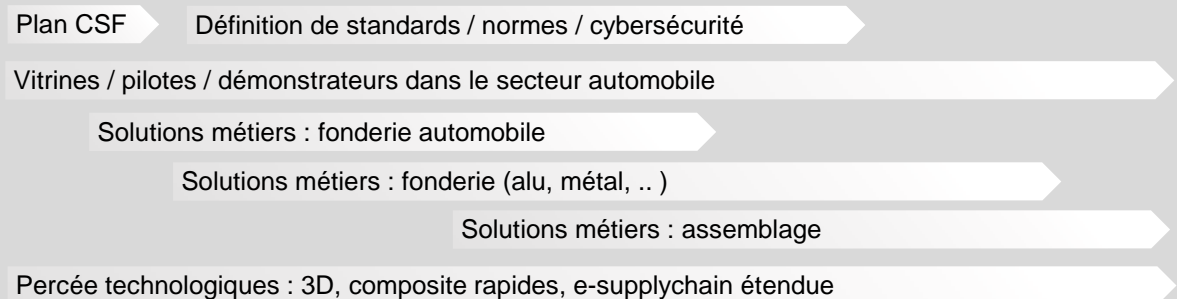 Plan CSF Définition de standards / normes / cybersécurité
Vitrines / pilotes / démonstrateurs dans le secteur automobile
Solutions métiers : fonderie automobile
Solutions métiers : fonderie (alu, métal, .. )
Solutions métiers : assemblage
Percée technologiques : 3D, composite rapides, e-supplychain étendue